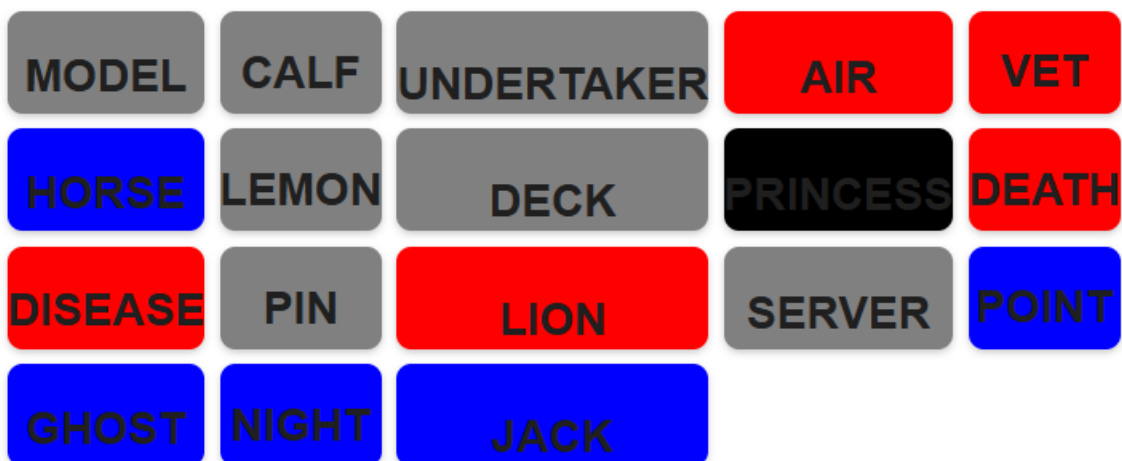 MODEL CALF UNDERTAKER AIR VET
HORSE LEMON DECK PRINCESS DEATH
DISEASE PIN LION SERVER POINT
GHOST NIGHT JACK